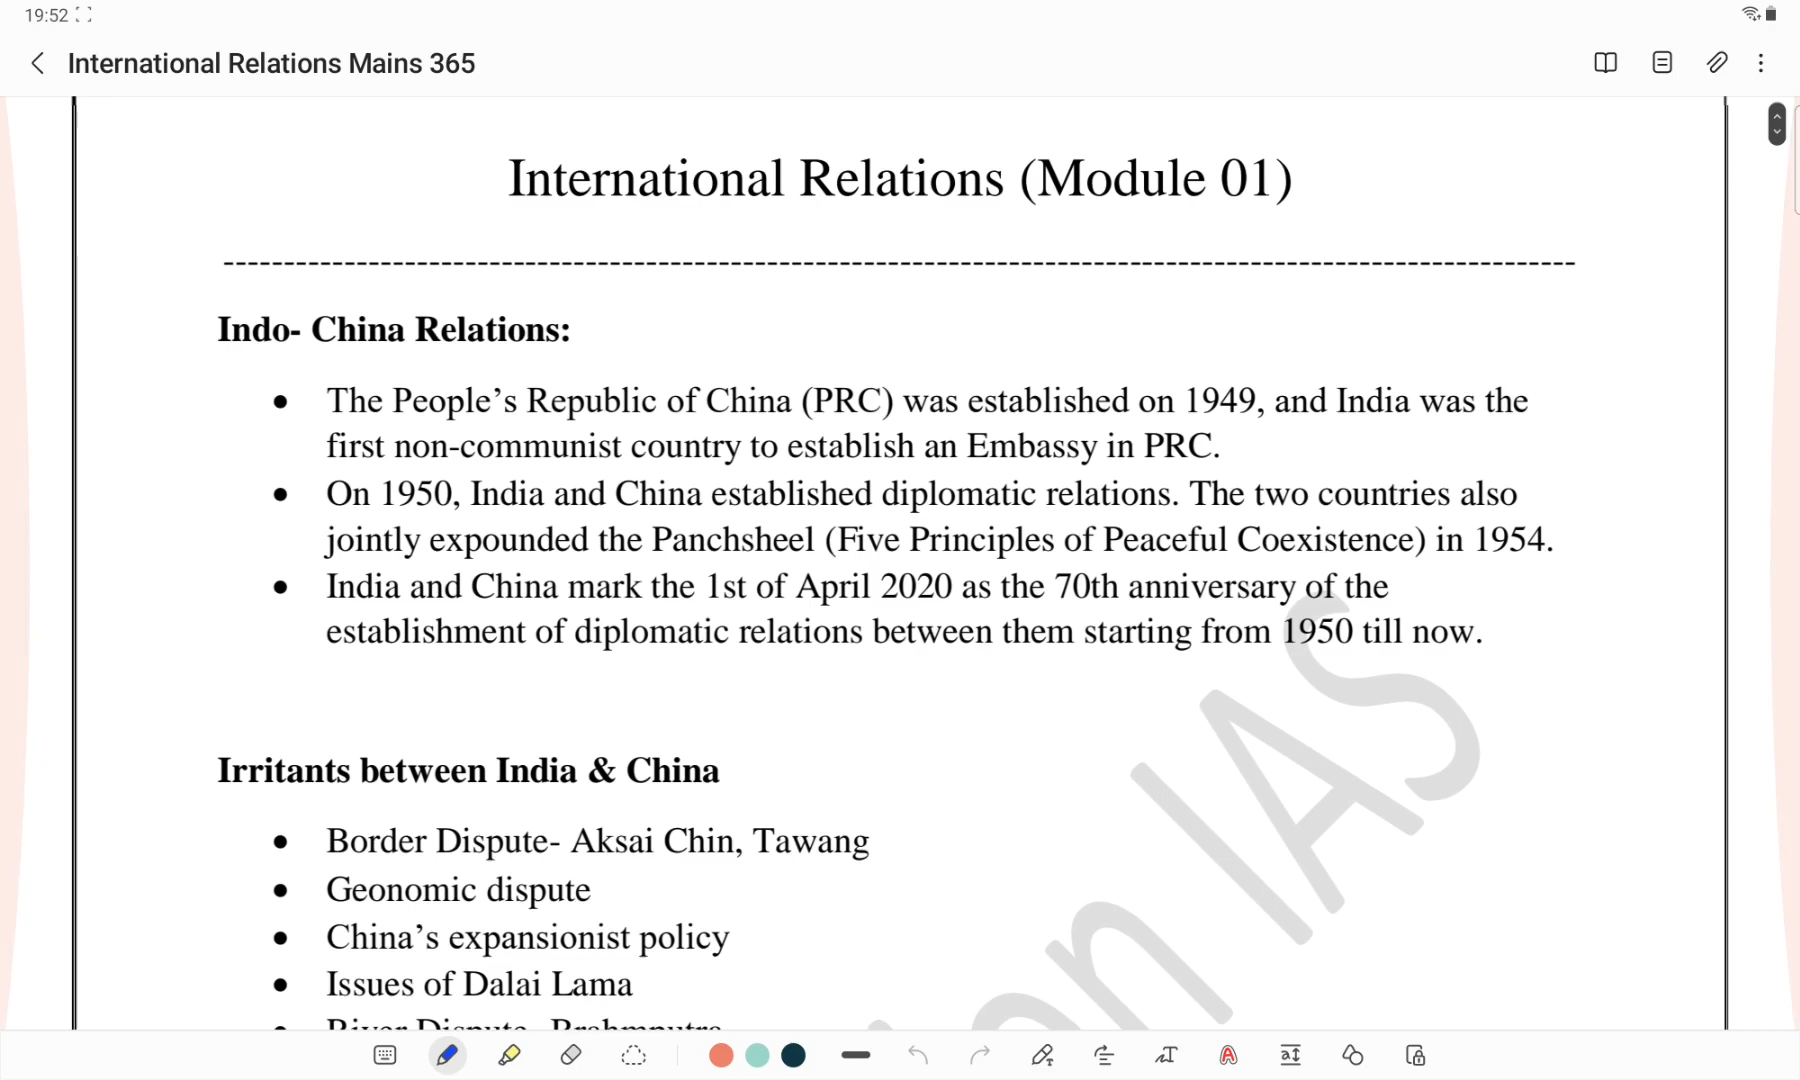 19:52
International Relations Mains 365
International Relations (Module 01)
--------------------------------------------------------------------------------------------------------------------
Indo- China Relations:
• The People’s Republic of China (PRC) was established on 1949, and India was the
first non-communist country to establish an Embassy in PRC.
• On 1950, India and China established diplomatic relations. The two countries also
jointly expounded the Panchsheel (Five Principles of Peaceful Coexistence) in 1954.
• India and China mark the 1st of April 2020 as the 70th anniversary of the
establishment of diplomatic relations between them starting from 1950 till now.
Irritants between India & China
• Border Dispute- Aksai Chin, Tawang
• Geonomic dispute
• China’s expansionist policy
• Issues of Dalai Lama
• River Dispute- Brahmputra
IAS